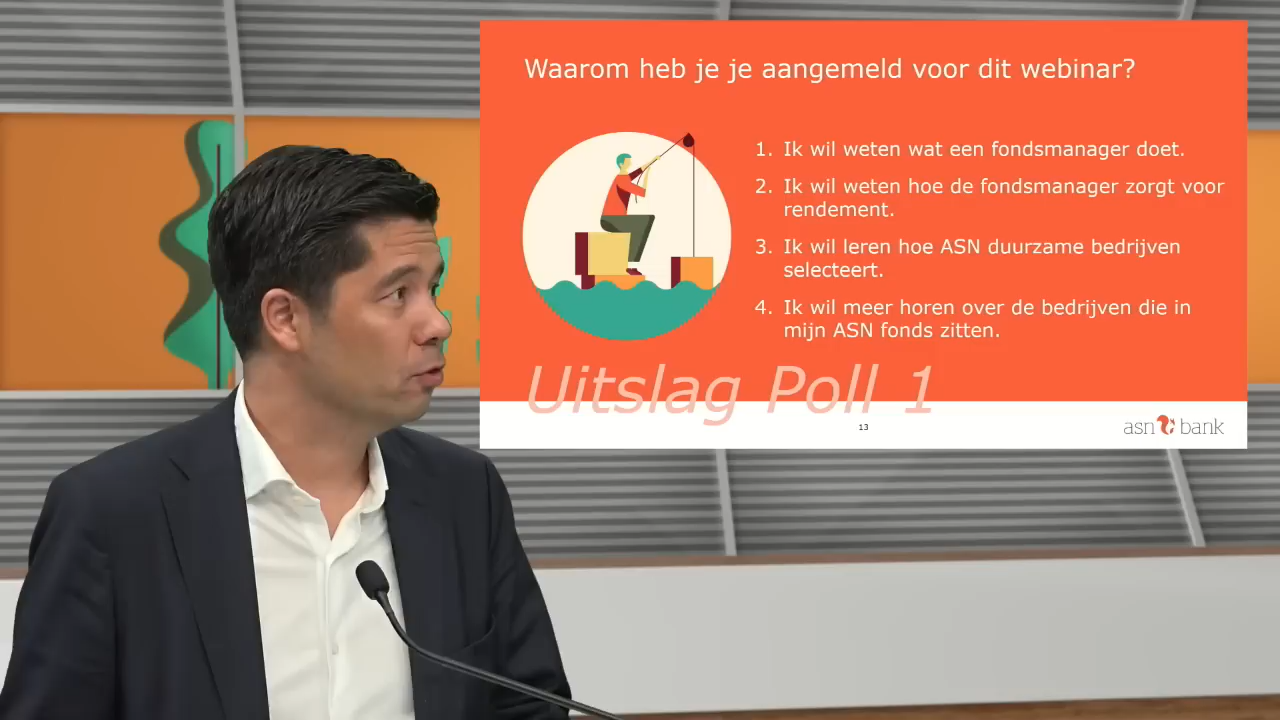 Waarom heb je je aangemeld voor dit webinar?
1. Ik wil weten wat een fondsmanager doet.
2. Ik wil weten hoe de fondsmanager zorgt voor
rendement.
3. Ik wil leren hoe ASN duurzame bedrijven
selecteert.
4. Ik wil meer horen over de bedrijven die in
mijn ASN fonds zitten.
Uitslag Poll 1
13
asn bank